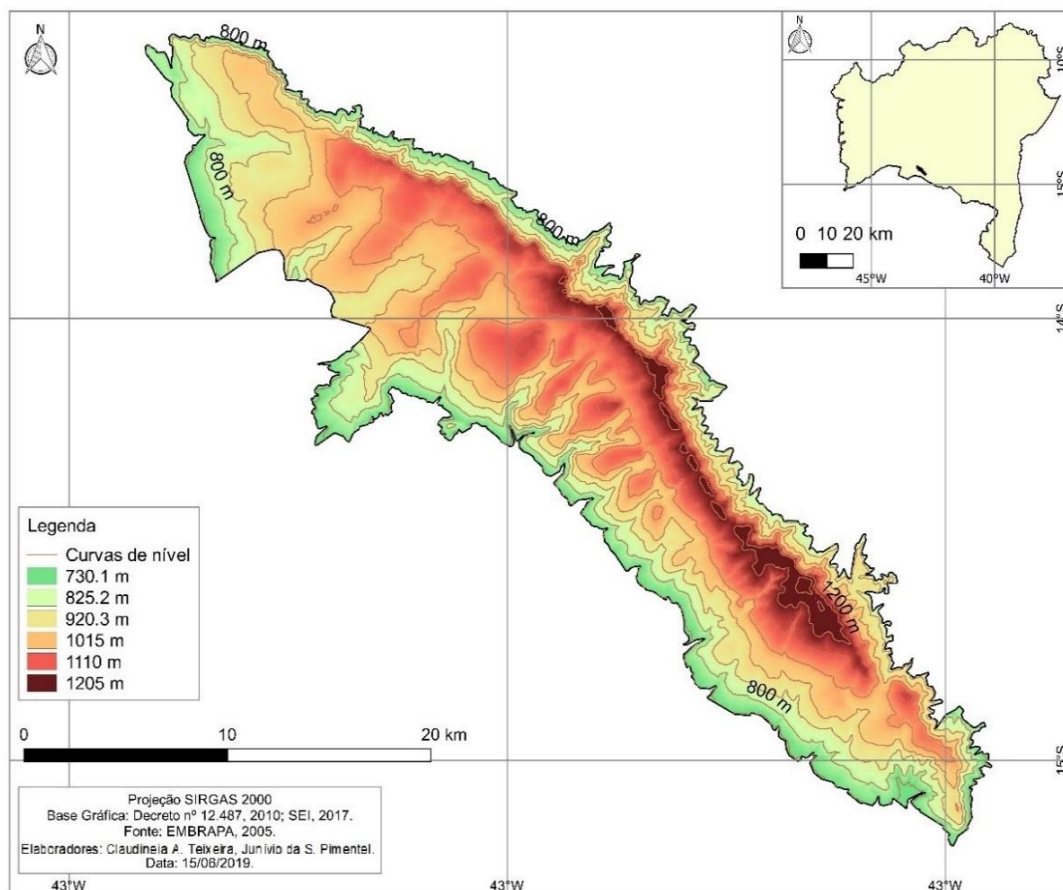 N
800 m
800 m
800 m
1200 m
800 m
N
10°S
15°S
0 10 20 km
45°W
40°W
14°S
15°S
Legenda
Curvas de nível
730.1 m
825.2 m
920.3 m
1015 m
1110 m
1205 m
0 10 20 km
Projeção SIRGAS 2000
Base Gráfica: Decreto nº 12.487, 2010; SEI, 2017.
Fonte: EMBRAPA, 2005.
Elaboradores: Claudineia A. Teixeira, Junívio da S. Pimentel.
Data: 15/06/2019.
43°W
43°W
43°W